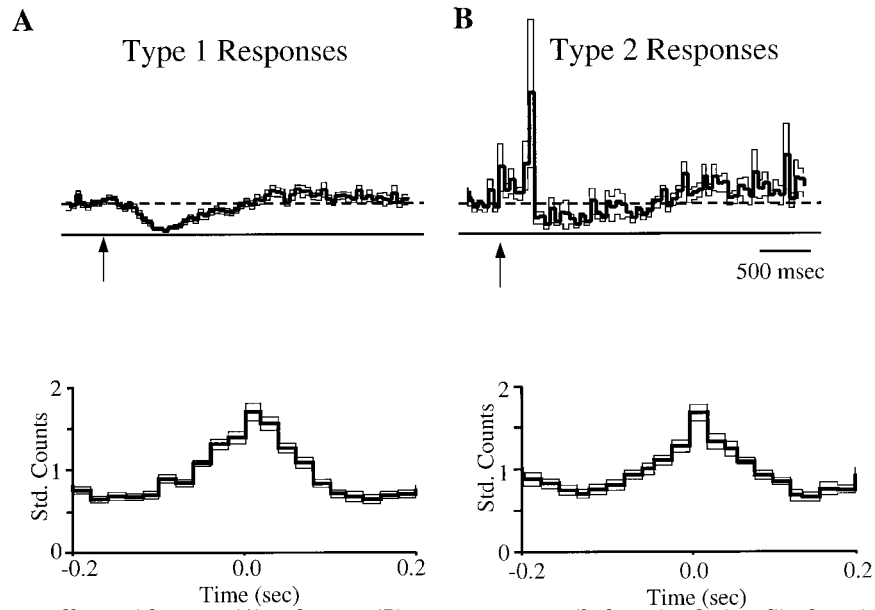 A
Type 1 Responses
B
Type 2 Responses
500 msec
2
1
0
Std. Counts
-0.2
0.0
0.2
Time (sec)
2
1
0
Std. Counts
-0.2
0.0
0.2
Time (sec)